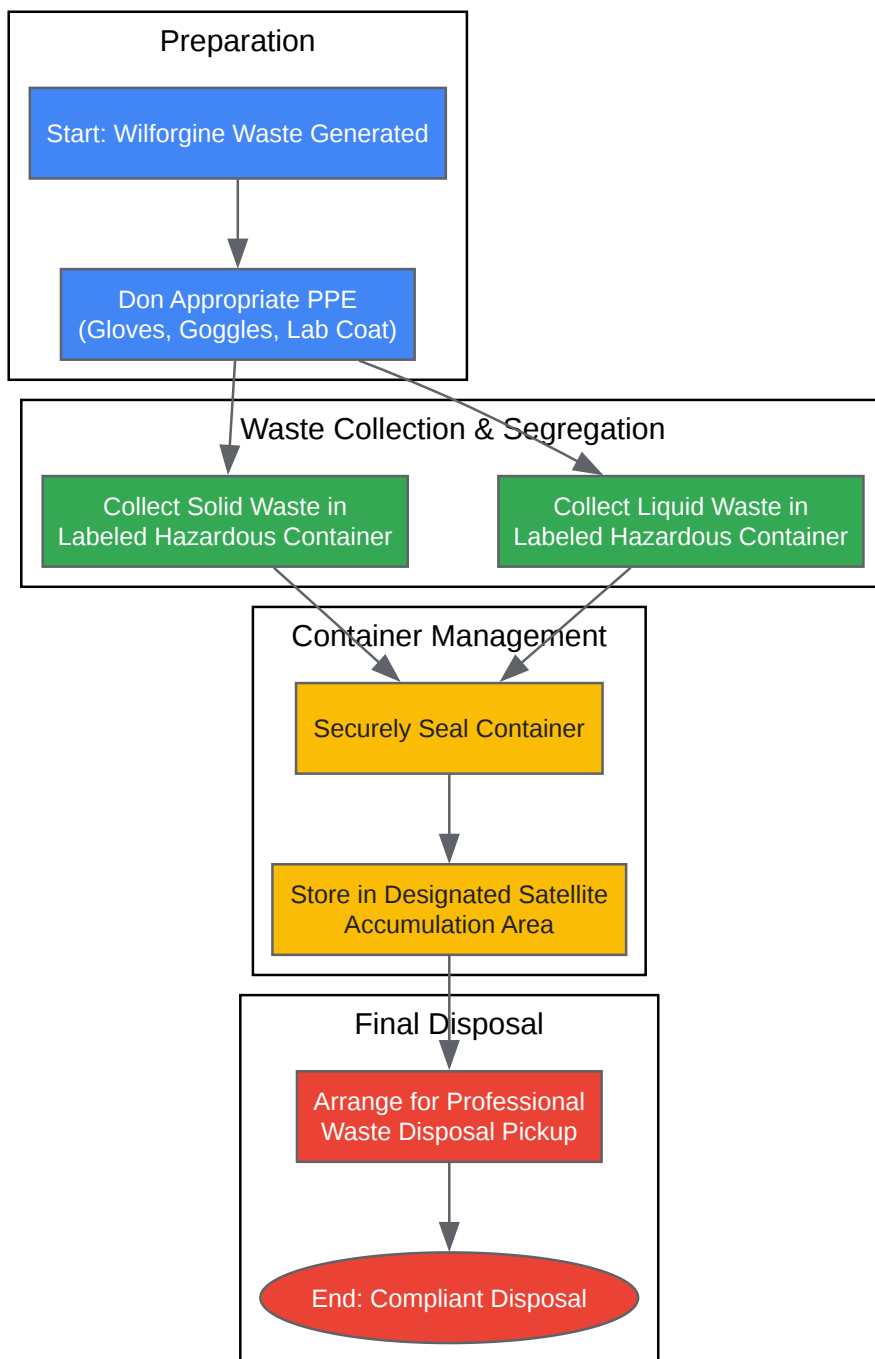 Preparation
Start: Wilforgine Waste Generated
Don Appropriate PPE
(Gloves, Goggles, Lab Coat)
Waste Collection & Segregation
Collect Solid Waste in
Labeled Hazardous Container
Collect Liquid Waste in
Labeled Hazardous Container
Container Management
Securely Seal Container
Store in Designated Satellite
Accumulation Area
Final Disposal
Arrange for Professional
Waste Disposal Pickup
End: Compliant Disposal